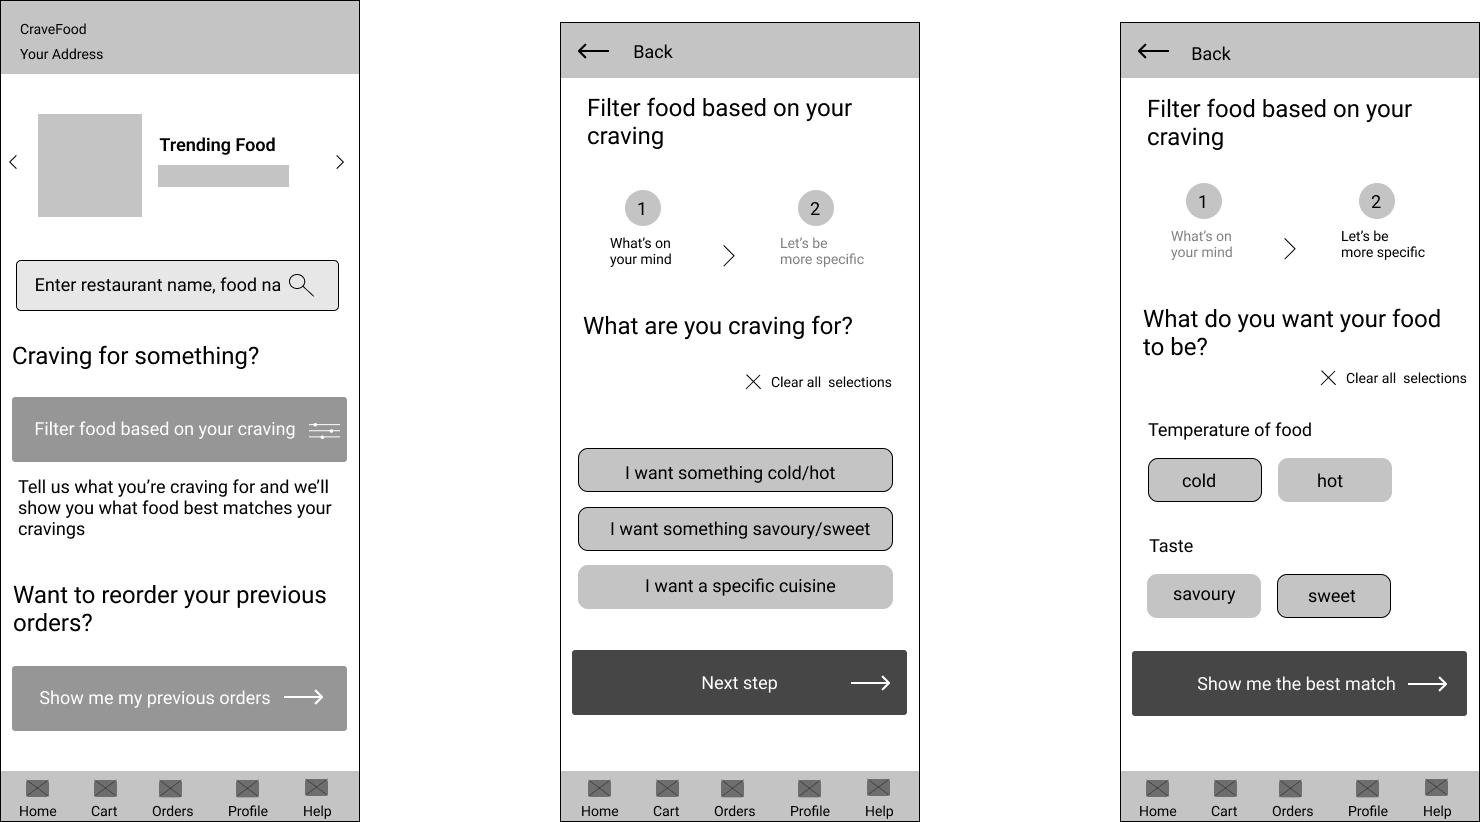 CraveFood
Your Address
Trending Food
Enter restaurant name, food na
Craving for something?
Filter food based on your craving
Tell us what you’re craving for and we’ll
show you what food best matches your
cravings
Want to reorder your previous
orders?
Show me my previous orders
Home Cart Orders Profile Help
Back
Filter food based on your
craving
1
What’s on
your mind
2
Let’s be
more specific
What are you craving for?
Clear all selections
I want something cold/hot
I want something savoury/sweet
I want a specific cuisine
Next step
Home Cart Orders Profile Help
Back
Filter food based on your
craving
1
What’s on
your mind
2
Let’s be
more specific
What do you want your food
to be?
Clear all selections
Temperature of food
cold hot
Taste
savoury sweet
Show me the best match
Home Cart Orders Profile Help